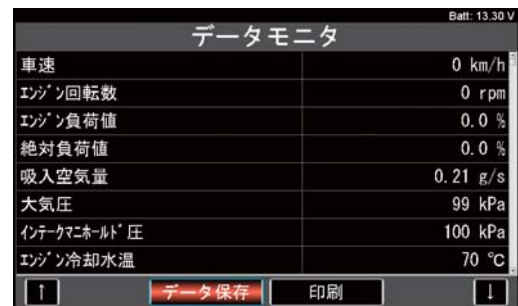 Batt: 13.30 V
データモニタ
車速 0 km/h
ｴﾝｼﾞﾝ回転数 0 rpm
ｴﾝｼﾞﾝ負荷値 0.0 %
絶対負荷値 0.0 %
吸入空気量 0.21 g/s
大気圧 99 kPa
ｲﾝﾃｰｸﾏﾆﾎｰﾙﾄﾞ圧 100 kPa
ｴﾝｼﾞﾝ冷却水温 70 ℃
↑ データ保存 印刷 ↓